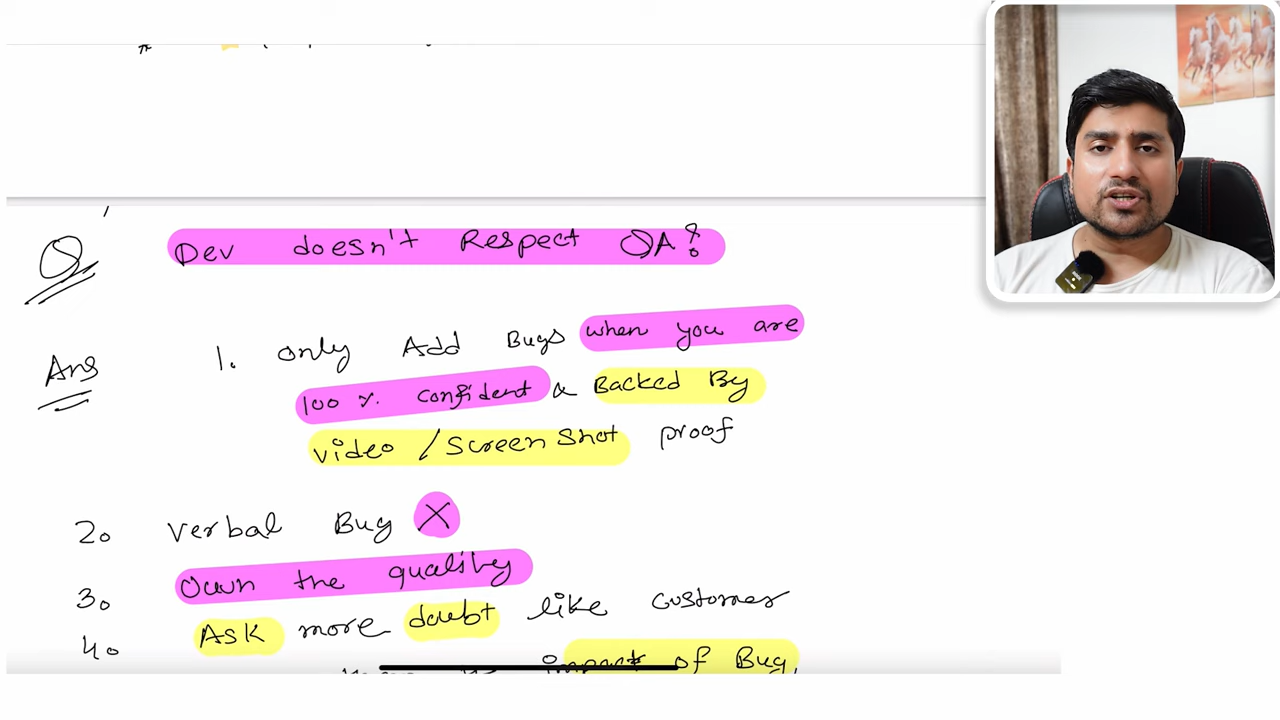 Q
Dev doesn't Respect QA?
Ans
1. Only Add Bugs when you are
100 %. confident & Backed By
video / Screen Shot proof
2. Verbal Bug X
3. Own the quality
4. Ask more doubt like customer
impact of Bug,